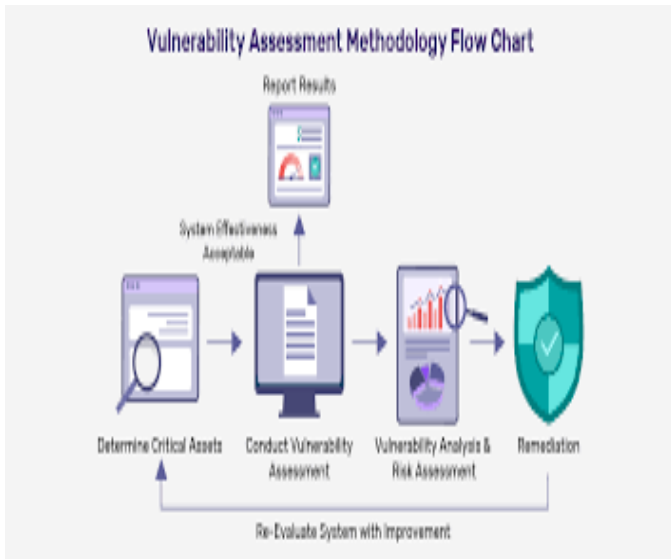 Vulnerability Assessment Methodology Flow Chart
Report Results
System Effectiveness
Acceptable
Determine Critical Assets
Conduct Vulnerability
Assessment
Vulnerability Analysis &
Risk Assessment
Remediation
Re-Evaluate System with Improvement